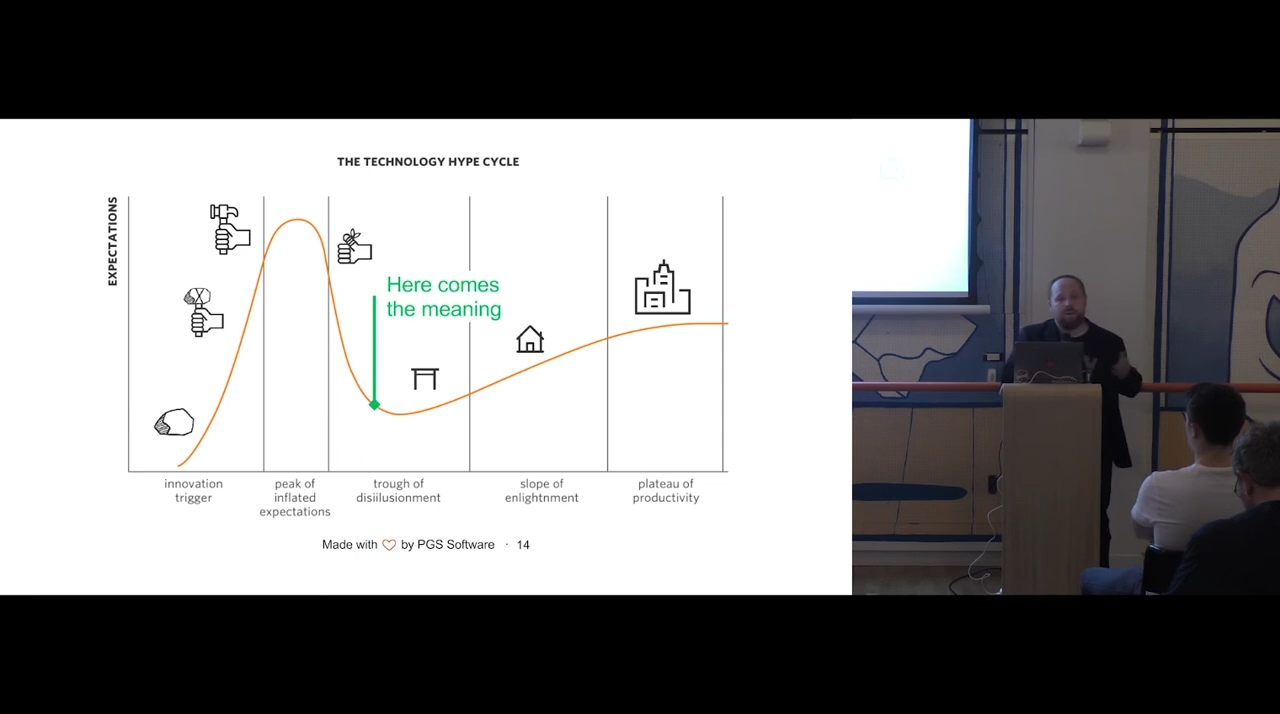 THE TECHNOLOGY HYPE CYCLE
EXPECTATIONS
Here comes
the meaning
innovation
trigger
peak of
inflated
expectations
trough of
disiilusionment
slope of
enlightnment
plateau of
productivity
Made with by PGS Software · 14